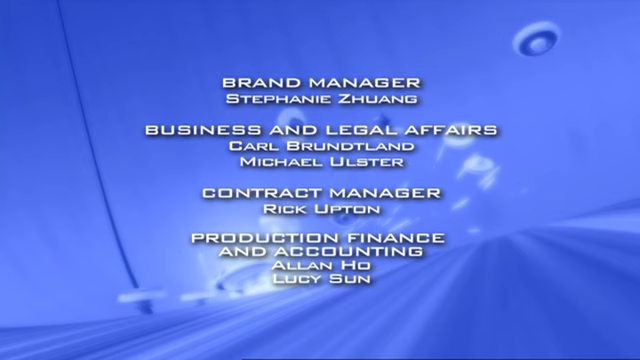 BRAND MANAGER
STEPHANIE ZHUANG
BUSINESS AND LEGAL AFFAIRS
CARL BRUNDTLAND
MICHAEL ULSTER
CONTRACT MANAGER
RICK UPTON
PRODUCTION FINANCE
AND ACCOUNTING
ALLAN HO
LUCY SUN